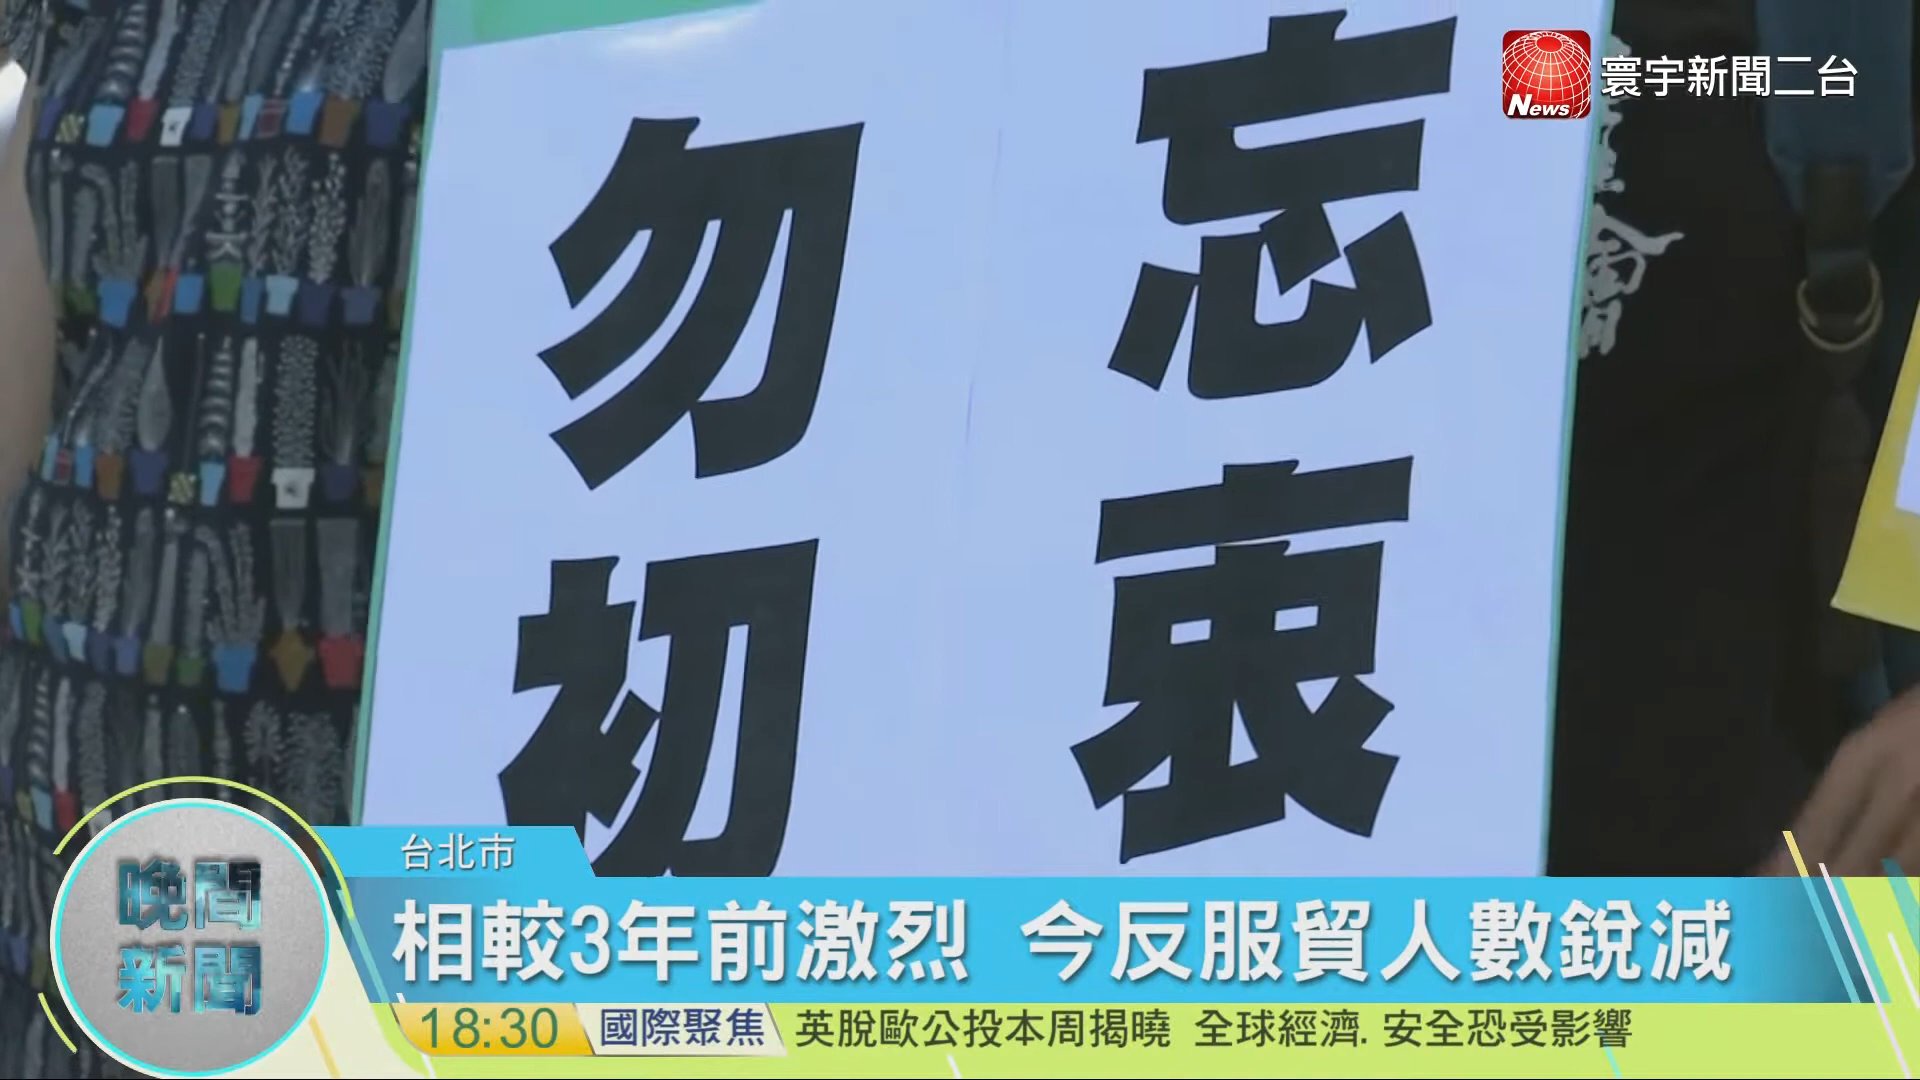 News
寰宇新聞二台
勿忘
初衷
會
台北市
晚間
新聞
相較3年前激烈 今反服貿人數銳減
18:30 國際聚焦 英脫歐公投本周揭曉 全球經濟.安全恐受影響